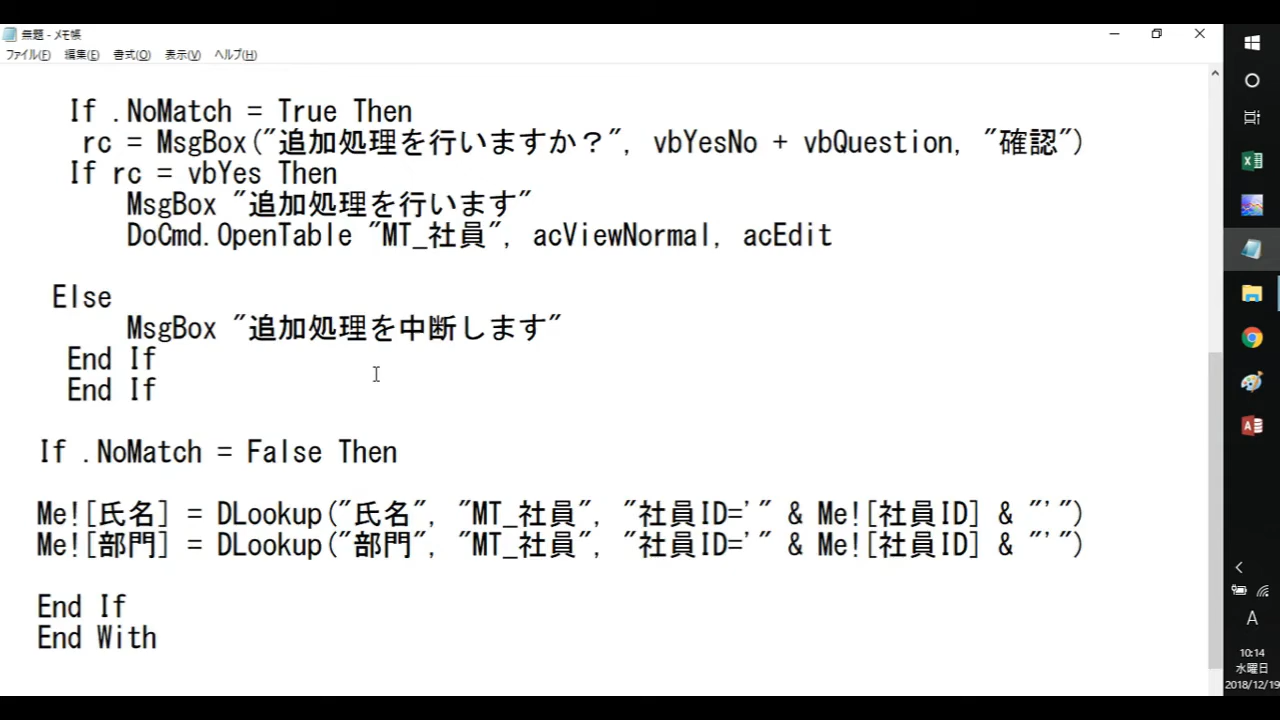 無題 - メモ帳
ファイル(F) 編集(E) 書式(O) 表示(V) ヘルプ(H)
If .NoMatch = True Then
rc = MsgBox("追加処理を行いますか？", vbYesNo + vbQuestion, "確認")
If rc = vbYes Then
MsgBox "追加処理を行います"
DoCmd.OpenTable "MT_社員", acViewNormal, acEdit
Else
MsgBox "追加処理を中断します"
End If
End If
If .NoMatch = False Then
Me![氏名] = DLookup("氏名", "MT_社員", "社員ID='" & Me![社員ID] & "'")
Me![部門] = DLookup("部門", "MT_社員", "社員ID='" & Me![社員ID] & "'")
End If
End With
A
10:14
水曜日
2018/12/19